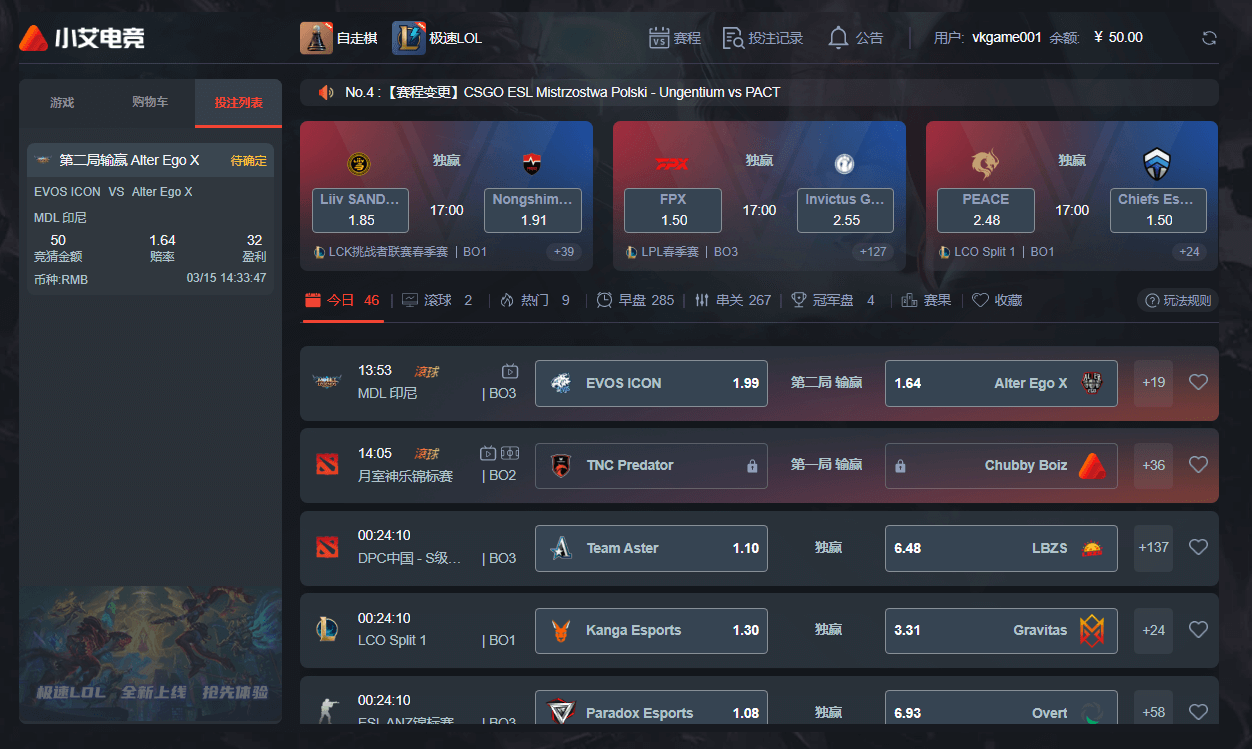 小艾电竞
自走棋
极速LOL
VS 赛程
投注记录
公告
用户: vkgame001 余额: ¥ 50.00
游戏 购物车 投注列表
第二局输赢 Alter Ego X 待确定
EVOS ICON VS Alter Ego X
MDL 印尼
50 1.64 32
竞猜金额 赔率 盈利
币种:RMB 03/15 14:33:47
极速LOL 全新上线 抢先体验
No.4 :【赛程变更】CSGO ESL Mistrzostwa Polski - Ungentium vs PACT
独赢
Liiv SAND... 1.85
17:00
Nongshim... 1.91
LCK挑战者联赛春季赛 | BO1 +39
FPX
独赢
FPX 1.50
17:00
Invictus G... 2.55
LPL春季赛 | BO3 +127
独赢
PEACE 2.48
17:00
Chiefs Es... 1.50
LCO Split 1 | BO1 +24
今日 46 | 滚球 2 | 热门 9 | 早盘 285 | 串关 267 | 冠军盘 4 | 赛果 | 收藏
? 玩法规则
13:53 滚球
MDL 印尼 | BO3
EVOS ICON 1.99 第二局 输赢 1.64 Alter Ego X +19
14:05 滚球
月室神乐锦标赛 | BO2
TNC Predator 第一局 输赢 Chubby Boiz +36
00:24:10
DPC中国 - S级... | BO3
Team Aster 1.10 独赢 6.48 LBZS +137
00:24:10
LCO Split 1 | BO1
Kanga Esports 1.30 独赢 3.31 Gravitas +24
00:24:10
ESL ANZ锦标赛 | BO3
Paradox Esports 1.08 独赢 6.93 Overt +58